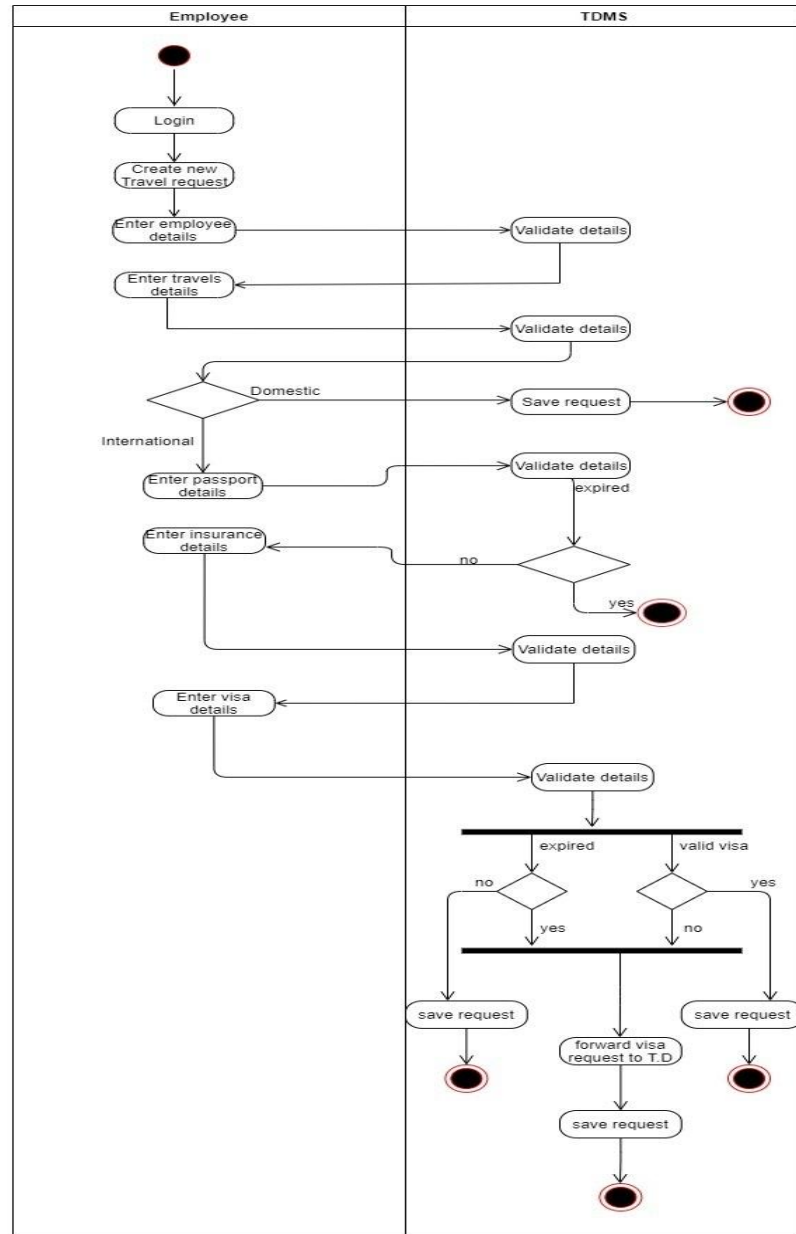 Employee
TDMS
Login
Create new
Travel request
Enter employee
details
Validate details
Enter travels
details
Validate details
Domestic
Save request
International
Enter passport
details
Validate details
expired
Enter insurance
details
no
yes
Validate details
Enter visa
details
Validate details
expired
valid visa
no
yes
yes
no
save request
save request
forward visa
request to T.D
save request